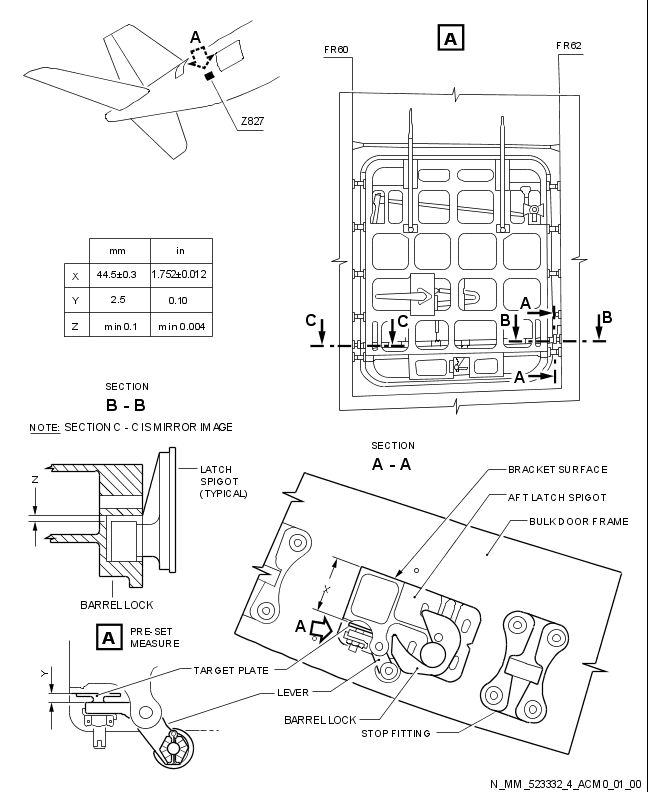 A
A
FR60
FR62
Z827
mm in
X 44.5±0.3 1.752±0.012
Y 2.5 0.10
Z min 0.1 min 0.004
A
C
C
B
B
A
SECTION
B - B
NOTE: SECTION C - C IS MIRROR IMAGE
SECTION
A - A
Z
LATCH
SPIGOT
(TYPICAL)
BRACKET SURFACE
AFT LATCH SPIGOT
BULK DOOR FRAME
BARREL LOCK
X
A
A
PRE-SET
MEASURE
Y
TARGET PLATE
LEVER
BARREL LOCK
STOP FITTING
N_MM_523332_4_ACM0_01_00